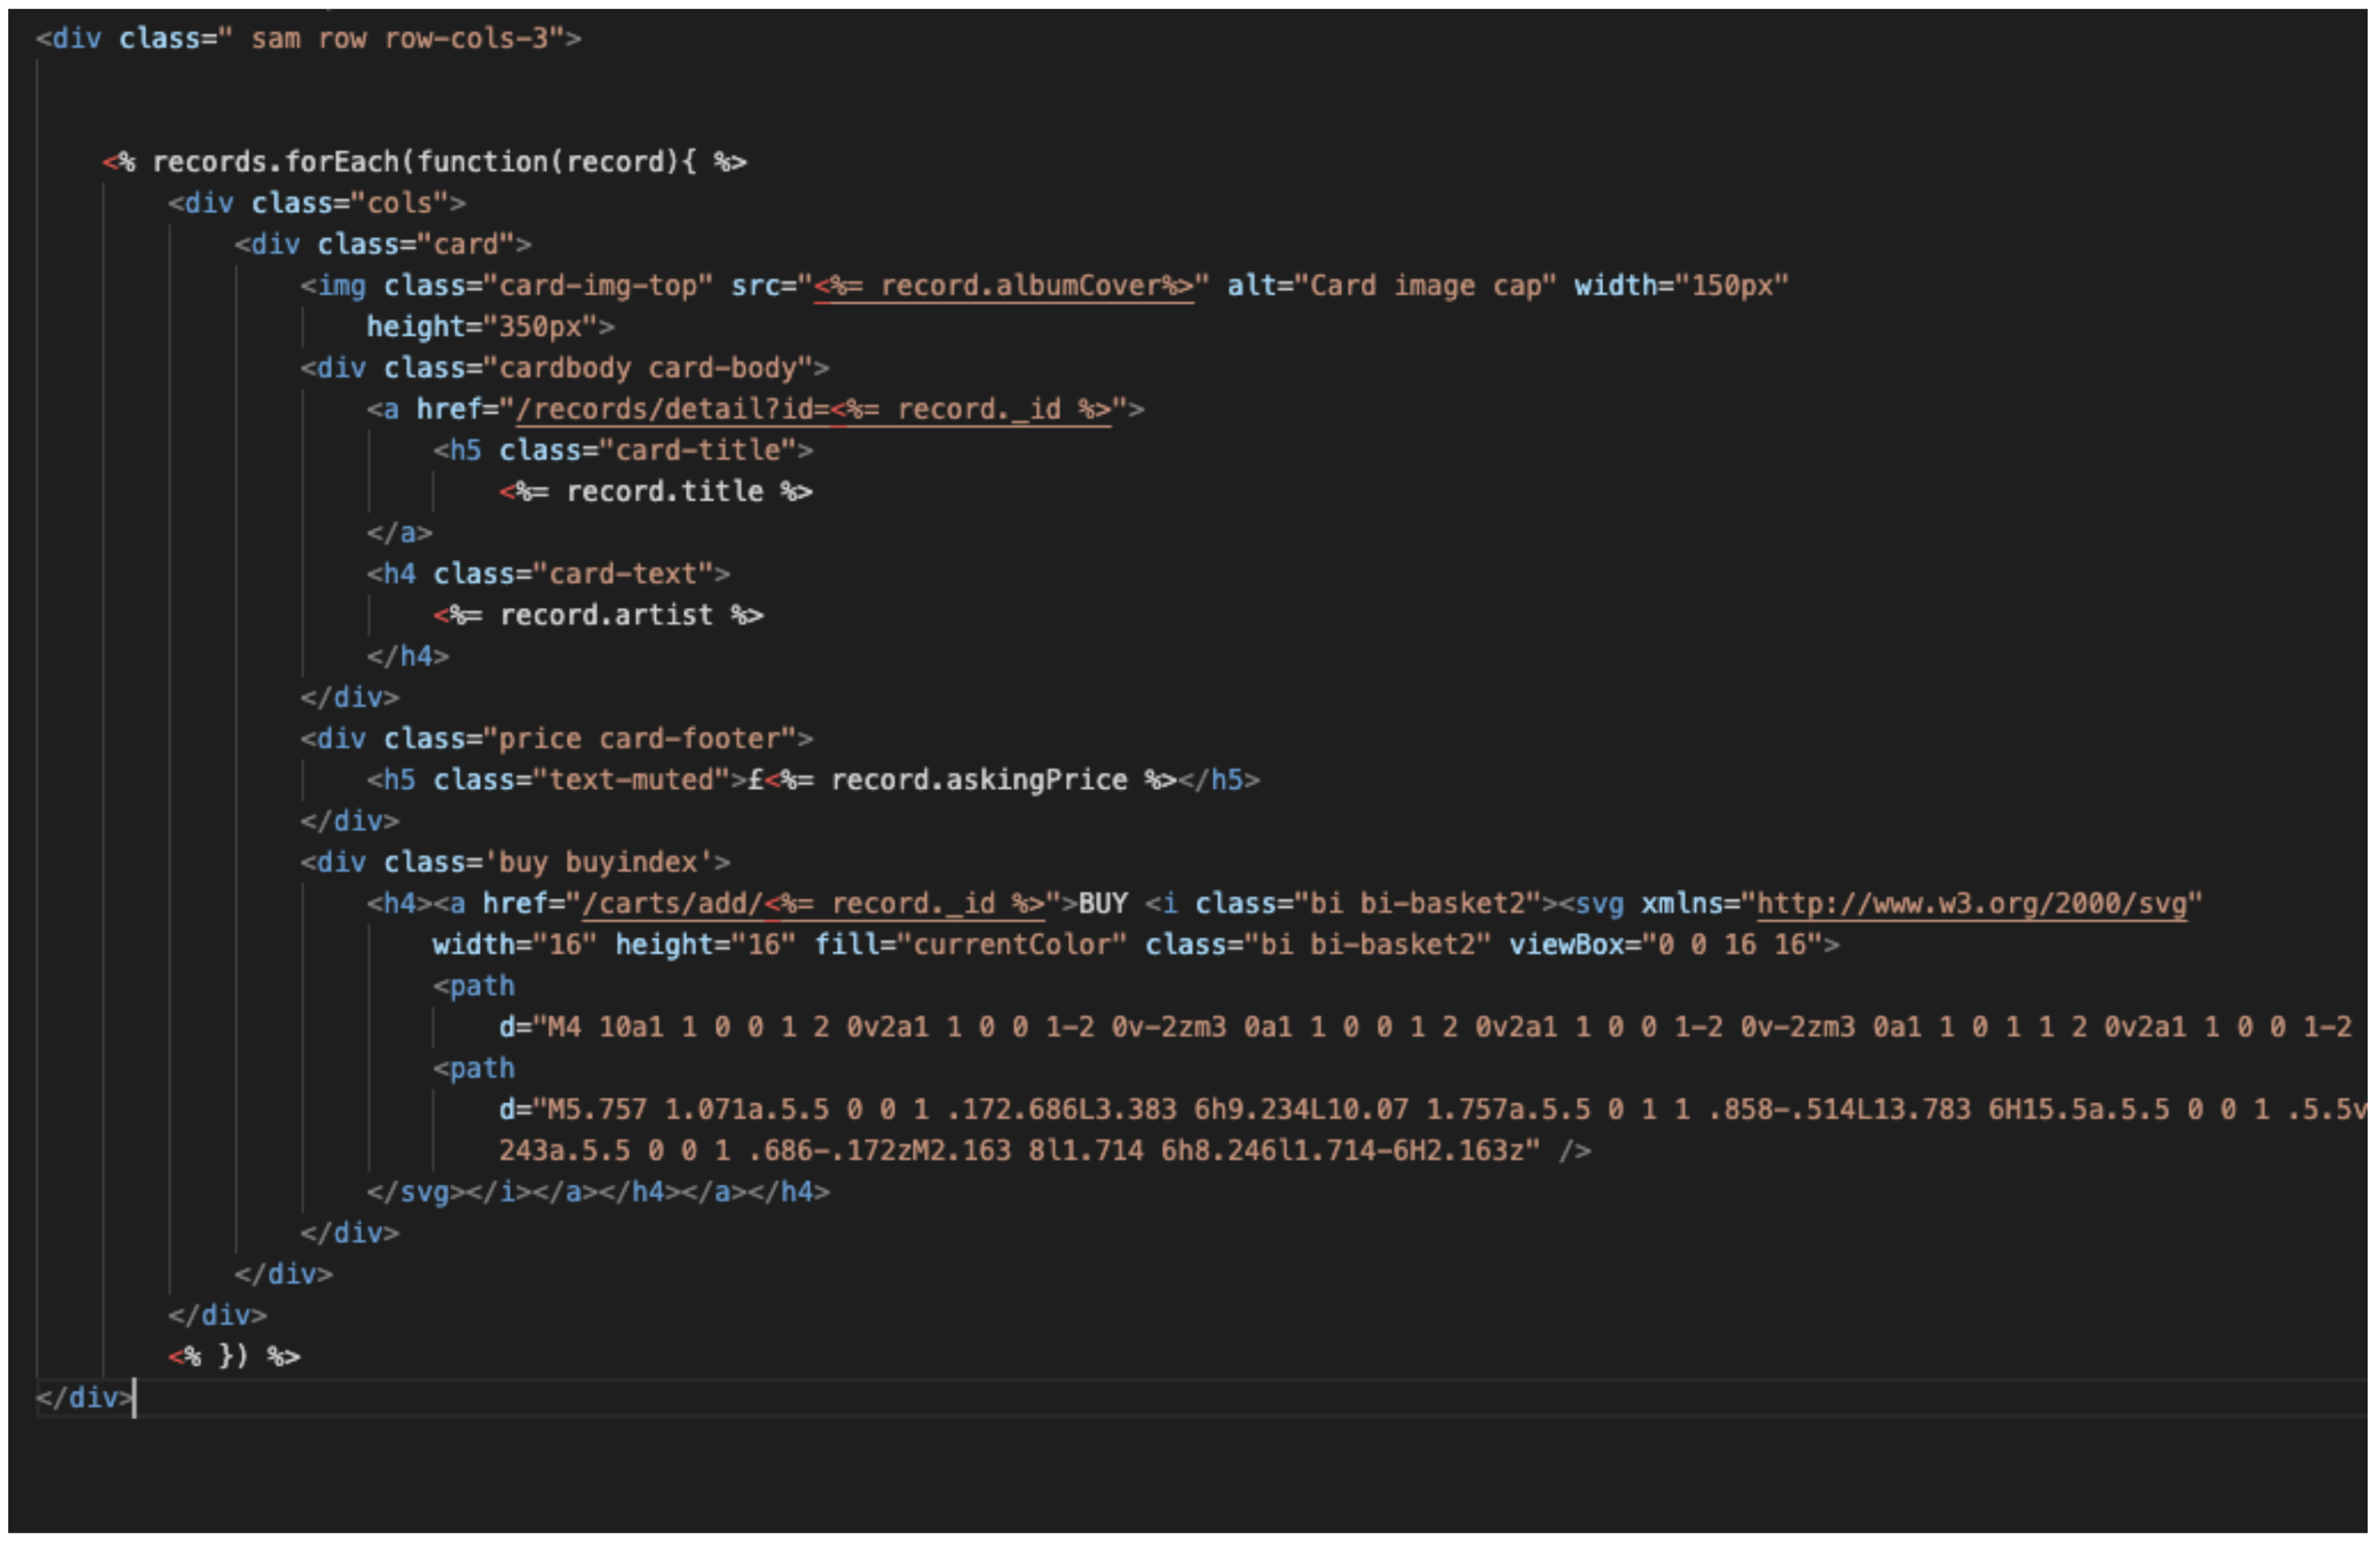 <div class=" sam row row-cols-3">
<% records.forEach(function(record){ %>
<div class="cols">
<div class="card">
<img class="card-img-top" src="<%= record.albumCover%>" alt="Card image cap" width="150px"
height="350px">
<div class="cardbody card-body">
<a href="/records/detail?id=<%= record._id %>">
<h5 class="card-title">
<%= record.title %>
</a>
<h4 class="card-text">
<%= record.artist %>
</h4>
</div>
<div class="price card-footer">
<h5 class="text-muted">£<%= record.askingPrice %></h5>
</div>
<div class='buy buyindex'>
<h4><a href="/carts/add/<%= record._id %>">BUY <i class="bi bi-basket2"><svg xmlns="http://www.w3.org/2000/svg"
width="16" height="16" fill="currentColor" class="bi bi-basket2" viewBox="0 0 16 16">
<path
d="M4 10a1 1 0 0 1 2 0v2a1 1 0 0 1-2 0v-2zm3 0a1 1 0 0 1 2 0v2a1 1 0 0 1-2 0v-2zm3 0a1 1 0 1 1 2 0v2a1 1 0 0 1-2
<path
d="M5.757 1.071a.5.5 0 0 1 .172.686L3.383 6h9.234L10.07 1.757a.5.5 0 1 1 .858-.514L13.783 6H15.5a.5.5 0 0 1 .5.5v
243a.5.5 0 0 1 .686-.172zM2.163 8l1.714 6h8.246l1.714-6H2.163z" />
</svg></i></a></h4></a></h4>
</div>
</div>
</div>
<% }) %>
</div>